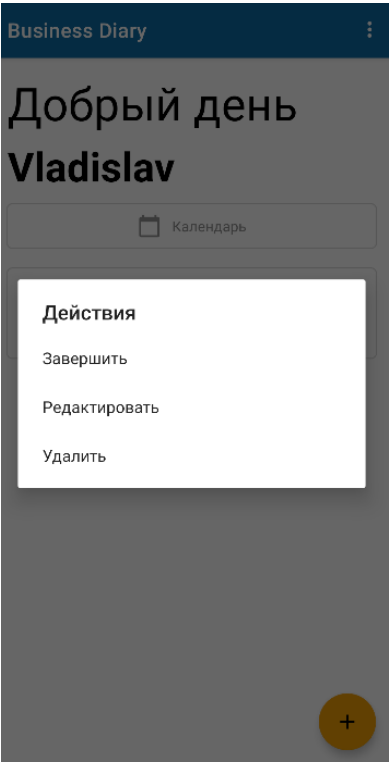 Business Diary
Добрый день
Vladislav
Календарь
Действия
Завершить
Редактировать
Удалить
+